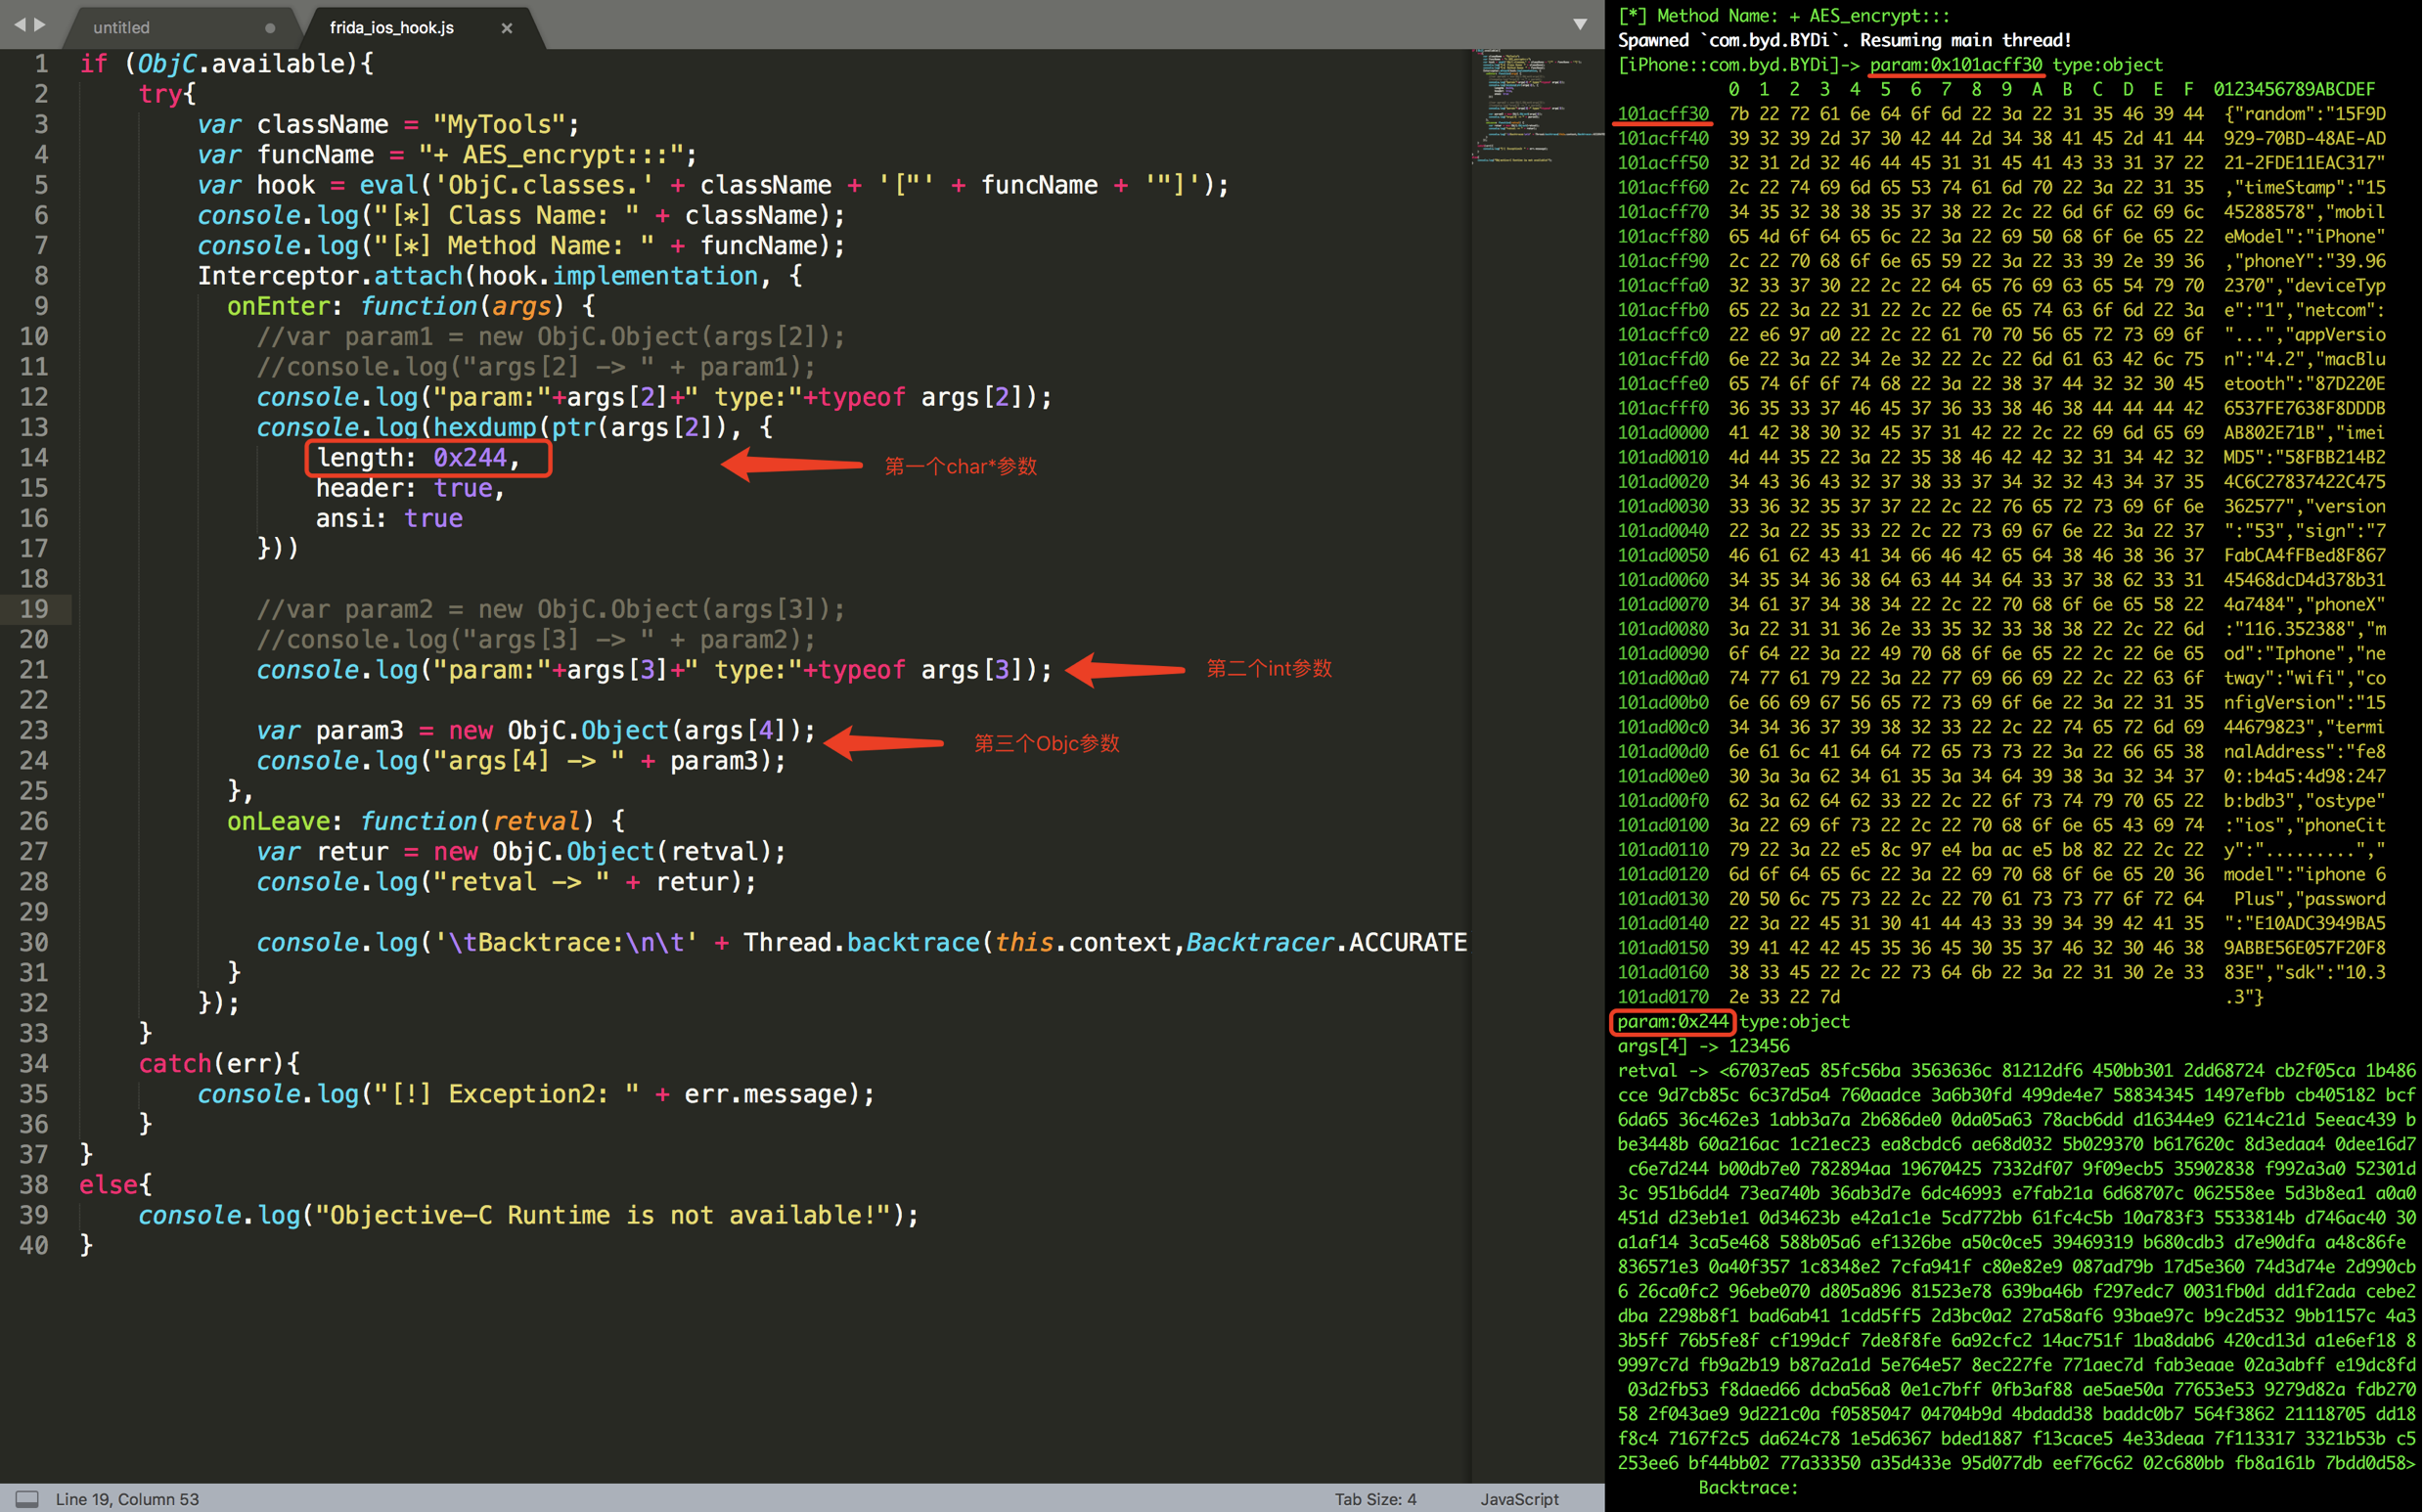 untitled
frida_ios_hook.js
1 if (ObjC.available){
2 try{
3 var className = "MyTools";
4 var funcName = "+ AES_encrypt:::";
5 var hook = eval('ObjC.classes.' + className + '["' + funcName + '"]');
6 console.log("[*] Class Name: " + className);
7 console.log("[*] Method Name: " + funcName);
8 Interceptor.attach(hook.implementation, {
9 onEnter: function(args) {
10 //var param1 = new ObjC.Object(args[2]);
11 //console.log("args[2] -> " + param1);
12 console.log("param:"+args[2]+" type:"+typeof args[2]);
13 console.log(hexdump(ptr(args[2]), {
14 length: 0x244,
第一个char*参数
15 header: true,
16 ansi: true
17 }))
18
19 //var param2 = new ObjC.Object(args[3]);
20 //console.log("args[3] -> " + param2);
21 console.log("param:"+args[3]+" type:"+typeof args[3]);
第二个int参数
22
23 var param3 = new ObjC.Object(args[4]);
第三个Objc参数
24 console.log("args[4] -> " + param3);
25 },
26 onLeave: function(retval) {
27 var retur = new ObjC.Object(retval);
28 console.log("retval -> " + retur);
29
30 console.log('\tBacktrace:\n\t' + Thread.backtrace(this.context,Backtracer.ACCURATE
31 }
32 });
33 }
34 catch(err){
35 console.log("[!] Exception2: " + err.message);
36 }
37 }
38 else{
39 console.log("Objective-C Runtime is not available!");
40 }
Line 19, Column 53
Tab Size: 4
JavaScript
[*] Method Name: + AES_encrypt:::
Spawned `com.byd.BYDi`. Resuming main thread!
[iPhone::com.byd.BYDi]-> param:0x101acff30 type:object
0 1 2 3 4 5 6 7 8 9 A B C D E F 0123456789ABCDEF
101acff30 7b 22 72 61 6e 64 6f 6d 22 3a 22 31 35 46 39 44 {"random":"15F9D
101acff40 39 32 39 2d 37 30 42 44 2d 34 38 41 45 2d 41 44 929-70BD-48AE-AD
101acff50 32 31 2d 32 46 44 45 31 31 45 41 43 33 31 37 22 21-2FDE11EAC317"
101acff60 2c 22 74 69 6d 65 53 74 61 6d 70 22 3a 22 31 35 ,"timeStamp":"15
101acff70 34 35 32 38 38 35 37 38 22 2c 22 6d 6f 62 69 6c 45288578","mobil
101acff80 65 4d 6f 64 65 6c 22 3a 22 69 50 68 6f 6e 65 22 eModel":"iPhone"
101acff90 2c 22 70 68 6f 6e 65 59 22 3a 22 33 39 2e 39 36 ,"phoneY":"39.96
101acffa0 32 33 37 30 22 2c 22 64 65 76 69 63 65 54 79 70 2370","deviceTyp
101acffb0 65 22 3a 22 31 22 2c 22 6e 65 74 63 6f 6d 22 3a e":"1","netcom":
101acffc0 22 e6 97 a0 22 2c 22 61 70 70 56 65 72 73 69 6f "...","appVersio
101acffd0 6e 22 3a 22 34 2e 32 22 2c 22 6d 61 63 42 6c 75 n":"4.2","macBlu
101acffe0 65 74 6f 6f 74 68 22 3a 22 38 37 44 32 32 30 45 etooth":"87D220E
101acfff0 36 35 33 37 46 45 37 36 33 38 46 38 44 44 44 42 6537FE7638F8DDDB
101ad0000 41 42 38 30 32 45 37 31 42 22 2c 22 69 6d 65 69 AB802E71B","imei
101ad0010 4d 44 35 22 3a 22 35 38 46 42 42 32 31 34 42 32 MD5":"58FBB214B2
101ad0020 34 43 36 43 32 37 38 33 37 34 32 32 43 34 37 35 4C6C27837422C475
101ad0030 33 36 32 35 37 37 22 2c 22 76 65 72 73 69 6f 6e 362577","version
101ad0040 22 3a 22 35 33 22 2c 22 73 69 67 6e 22 3a 22 37 ":"53","sign":"7
101ad0050 46 61 62 43 41 34 66 46 42 65 64 38 46 38 36 37 FabCA4fFBed8F867
101ad0060 34 35 34 36 38 64 63 44 34 64 33 37 38 62 33 31 45468dcD4d378b31
101ad0070 34 61 37 34 38 34 22 2c 22 70 68 6f 6e 65 58 22 4a7484","phoneX"
101ad0080 3a 22 31 31 36 2e 33 35 32 33 38 38 22 2c 22 6d :"116.352388","m
101ad0090 6f 64 22 3a 22 49 70 68 6f 6e 65 22 2c 22 6e 65 od":"Iphone","ne
101ad00a0 74 77 61 79 22 3a 22 77 69 66 69 22 2c 22 63 6f tway":"wifi","co
101ad00b0 6e 66 69 67 56 65 72 73 69 6f 6e 22 3a 22 31 35 nfigVersion":"15
101ad00c0 34 34 36 37 39 38 32 33 22 2c 22 74 65 72 6d 69 44679823","termi
101ad00d0 6e 61 6c 41 64 64 72 65 73 73 22 3a 22 66 65 38 nalAddress":"fe8
101ad00e0 30 3a 3a 62 34 61 35 3a 34 64 39 38 3a 32 34 37 0::b4a5:4d98:247
101ad00f0 62 3a 62 64 62 33 22 2c 22 6f 73 74 79 70 65 22 b:bdb3","ostype"
101ad0100 3a 22 69 6f 73 22 2c 22 70 68 6f 6e 65 43 69 74 :"ios","phoneCit
101ad0110 79 22 3a 22 e5 8c 97 e4 ba ac e5 b8 82 22 2c 22 y":".........","
101ad0120 6d 6f 64 65 6c 22 3a 22 69 70 68 6f 6e 65 20 36 model":"iphone 6
101ad0130 20 50 6c 75 73 22 2c 22 70 61 73 73 77 6f 72 64  Plus","password
101ad0140 22 3a 22 45 31 30 41 44 43 33 39 34 39 42 41 35 ":"E10ADC3949BA5
101ad0150 39 41 42 42 45 35 36 45 30 35 37 46 32 30 46 38 9ABBE56E057F20F8
101ad0160 38 33 45 22 2c 22 73 64 6b 22 3a 22 31 30 2e 33 83E","sdk":"10.3
101ad0170 2e 33 22 7d .3"}
param:0x244 type:object
args[4] -> 123456
retval -> <67037ea5 85fc56ba 3563636c 81212df6 450bb301 2dd68724 cb2f05ca 1b486
cce 9d7cb85c 6c37d5a4 760aadce 3a6b30fd 499de4e7 58834345 1497efbb cb405182 bcf
6da65 36c462e3 1abb3a7a 2b686de0 0da05a63 78acb6dd d16344e9 6214c21d 5eeac439 b
be3448b 60a216ac 1c21ec23 ea8cbdc6 ae68d032 5b029370 b617620c 8d3edaa4 0dee16d7
c6e7d244 b00db7e0 782894aa 19670425 7332df07 9f09ecb5 35902838 f992a3a0 52301d
3c 951b6dd4 73ea740b 36ab3d7e 6dc46993 e7fab21a 6d68707c 062558ee 5d3b8ea1 a0a0
451d d23eb1e1 0d34623b e42a1c1e 5cd772bb 61fc4c5b 10a783f3 5533814b d746ac40 30
a1af14 3ca5e468 588b05a6 ef1326be a50c0ce5 39469319 b680cdb3 d7e90dfa a48c86fe
836571e3 0a40f357 1c8348e2 7cfa941f c80e82e9 087ad79b 17d5e360 74d3d74e 2d990cb
6 26ca0fc2 96ebe070 d805a896 81523e78 639ba46b f297edc7 0031fb0d dd1f2ada cebe2
dba 2298b8f1 bad6ab41 1cdd5ff5 2d3bc0a2 27a58af6 93bae97c b9c2d532 9bb1157c 4a3
3b5ff 76b5fe8f cf199dcf 7de8f8fe 6a92cfc2 14ac751f 1ba8dab6 420cd13d a1e6ef18 8
9997c7d fb9a2b19 b87a2a1d 5e764e57 8ec227fe 771aec7d fab3eaae 02a3abff e19dc8fd
03d2fb53 f8daed66 dcba56a8 0e1c7bff 0fb3af88 ae5ae50a 77653e53 9279d82a fdb270
58 2f043ae9 9d221c0a f0585047 04704b9d 4bdadd38 baddc0b7 564f3862 21118705 dd18
f8c4 7167f2c5 da624c78 1e5d6367 bded1887 f13cace5 4e33deaa 7f113317 3321b53b c5
253ee6 bf44bb02 77a33350 a35d433e 95d077db eef76c62 02c680bb fb8a161b 7bdd0d58>
Backtrace: